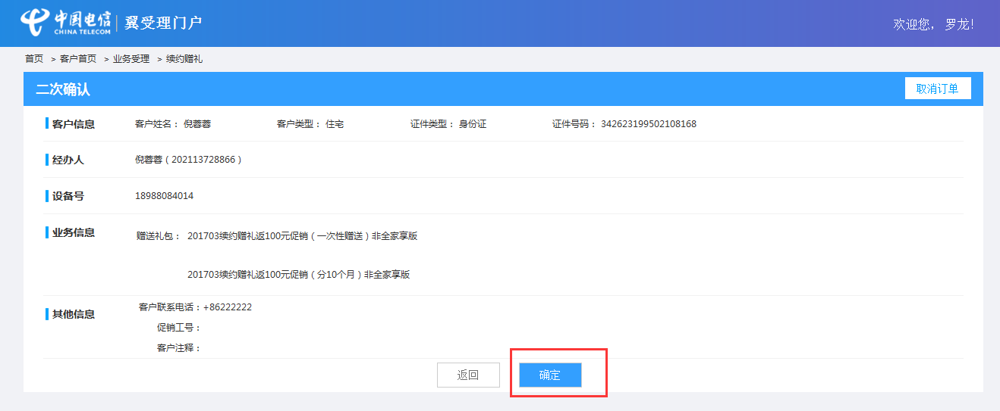 中国电信 CHINA TELECOM 翼受理门户 欢迎您， 罗龙!
首页 > 客户首页 > 业务受理 > 续约赠礼
二次确认 取消订单
客户信息 客户姓名： 倪蓉蓉 客户类型： 住宅 证件类型： 身份证 证件号码： 342623199502108168
经办人 倪蓉蓉（202113728866）
设备号 18988084014
业务信息 赠送礼包： 201703续约赠礼返100元促销（一次性赠送）非全家享版
201703续约赠礼返100元促销（分10个月）非全家享版
其他信息 客户联系电话：+86222222
促销工号：
客户注释：
返回 确定